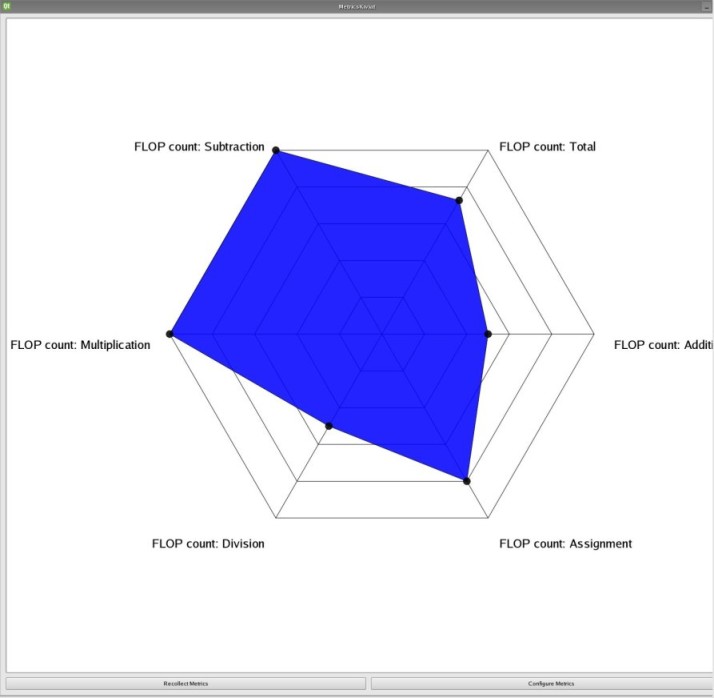 FLOP count: Subtraction
FLOP count: Total
FLOP count: Multiplication
FLOP count: Additi
FLOP count: Division
FLOP count: Assignment
Recollect Metrics
Configure Metrics